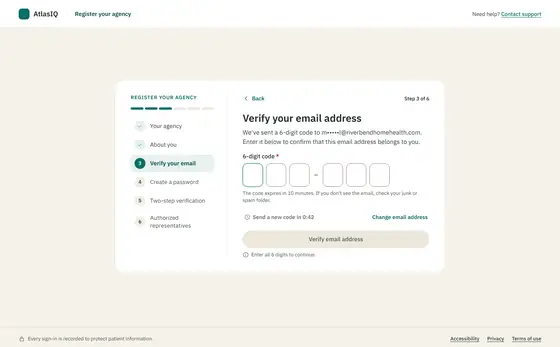 AtlasIQ
Register your agency
Need help? Contact support
REGISTER YOUR AGENCY
Your agency
About you
3 Verify your email
4 Create a password
5 Two-step verification
6 Authorized
representatives
Back
Step 3 of 6
Verify your email address
We've sent a 6-digit code to m•••••l@riverbendhomehealth.com.
Enter it below to confirm that this email address belongs to you.
6-digit code *
–
The code expires in 10 minutes. If you don't see the email, check your junk or
spam folder.
Send a new code in 0:42
Change email address
Verify email address
Enter all 6 digits to continue.
Every sign-in is recorded to protect patient information.
Accessibility
Privacy
Terms of use